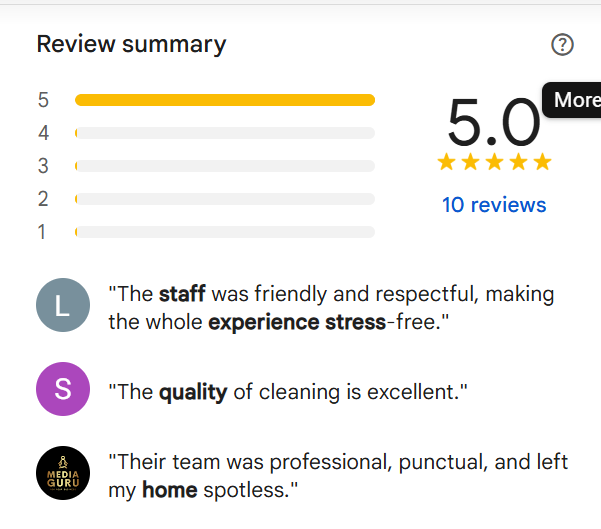 Review summary
5
4
3
2
1
5.0
More
10 reviews
L
"The staff was friendly and respectful, making
the whole experience stress-free."
S
"The quality of cleaning is excellent."
MEDIA
GURU
"Their team was professional, punctual, and left
my home spotless."